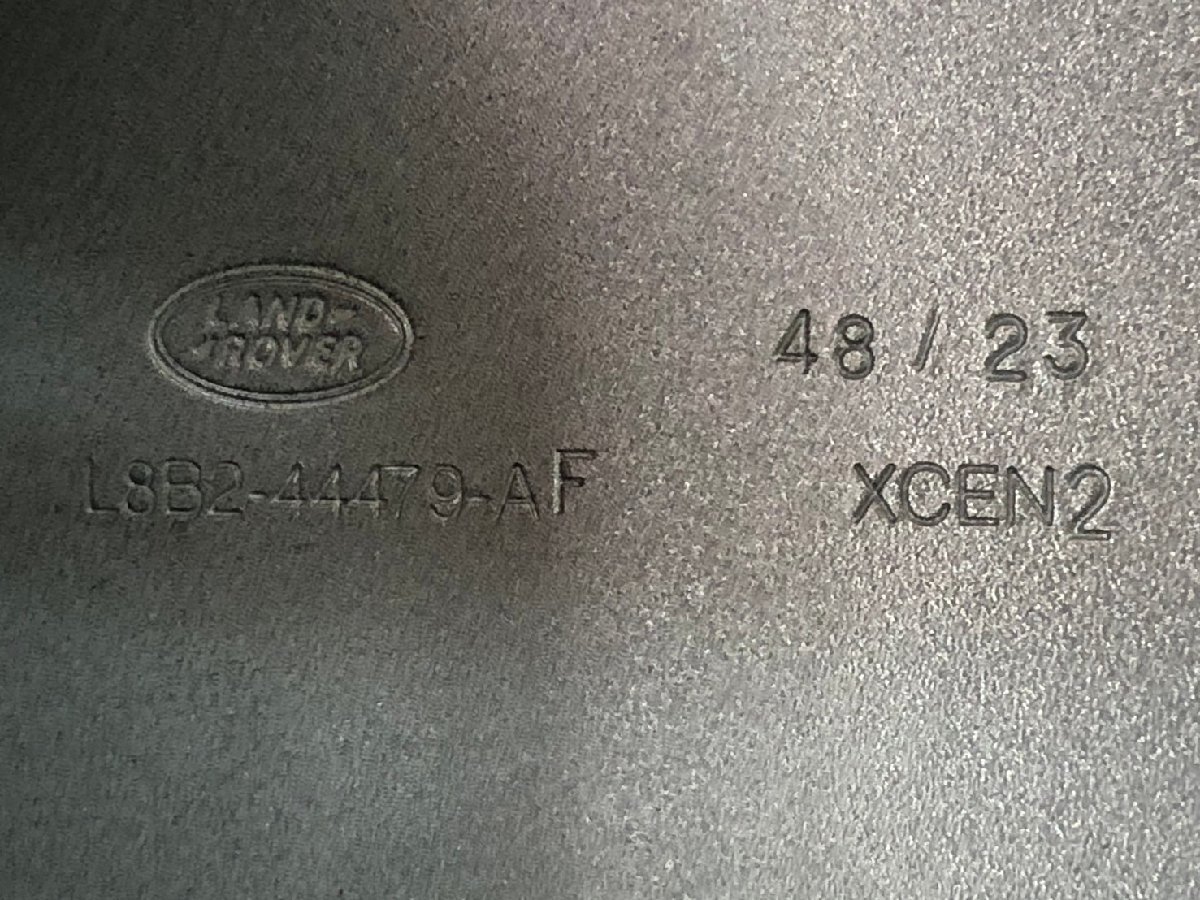 LAND-
ROVER
48 / 23
L8B2-44479-AF
XCEN2